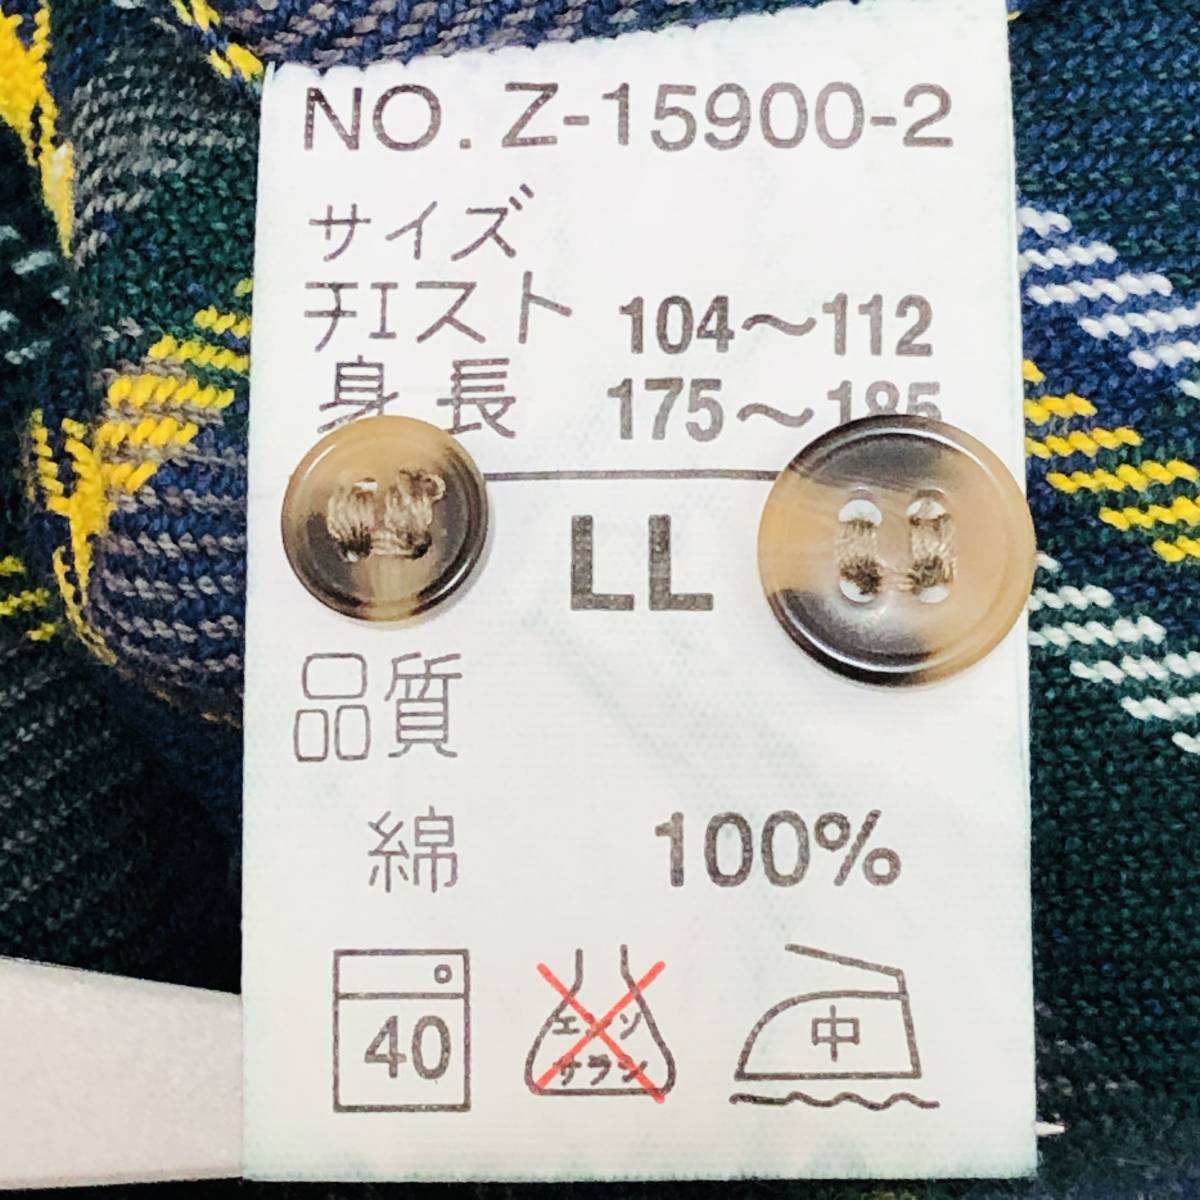 NO. Z-15900-2
サイズ
チェスト 104～112
身長 175～185
LL
品質
綿 100%
40
エンソ
サラシ
中